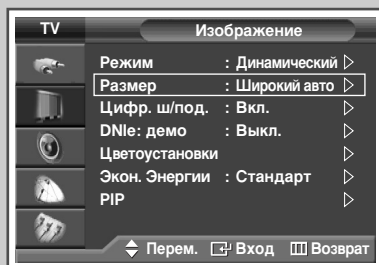 TV Изображение
Режим : Динамический
Размер : Широкий авто
Цифр. ш/под. : Вкл.
DNIe: демо : Выкл.
Цветоустановки
Экон. Энергии : Стандарт
PIP
Перем. Вход Возврат